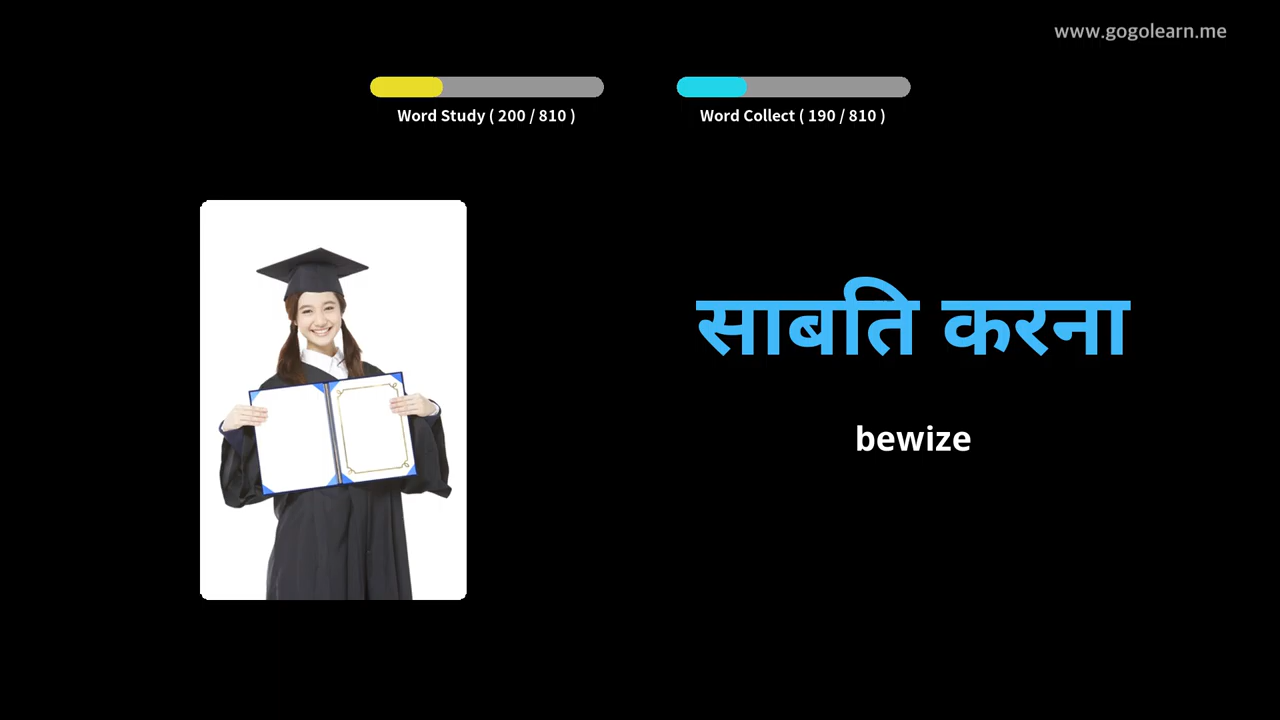 www.gogolearn.me
Word Study ( 200 / 810 )
Word Collect ( 190 / 810 )
साबति करना
bewize